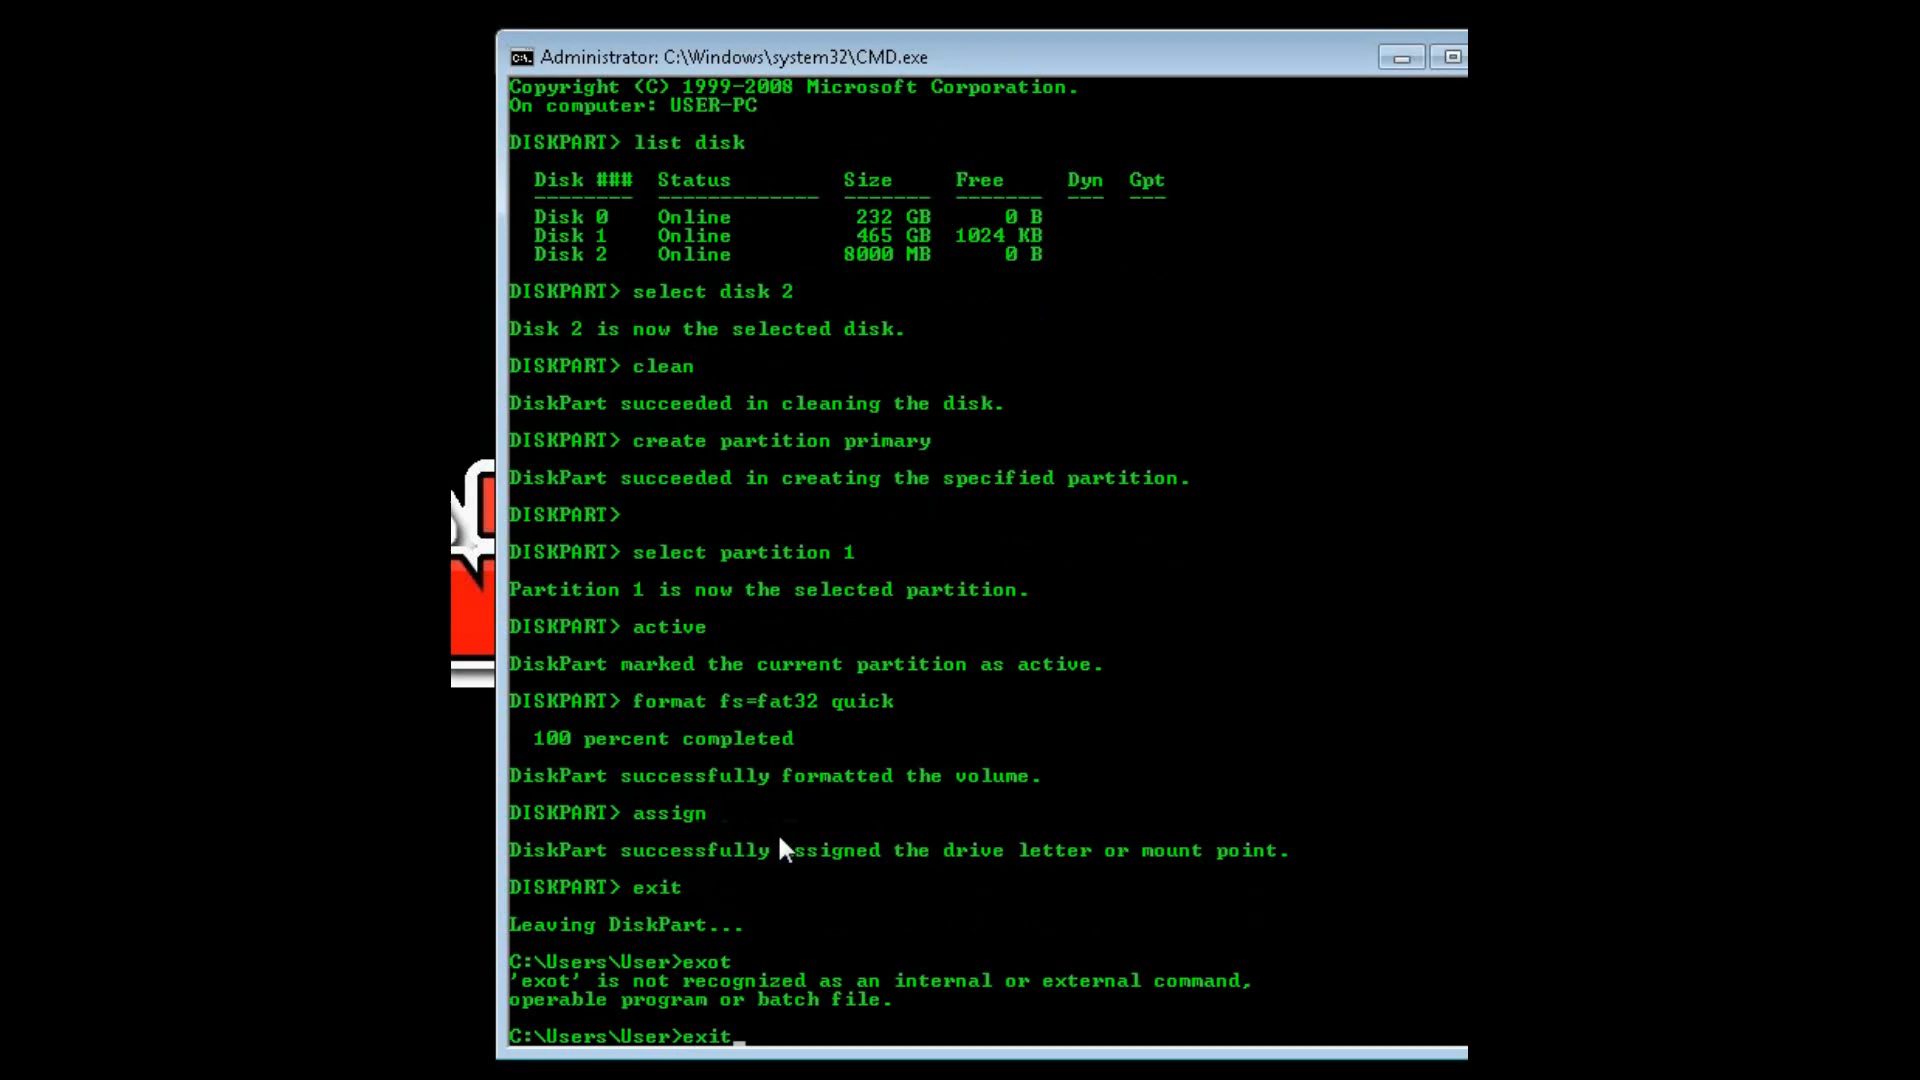 Administrator: C:\Windows\system32\CMD.exe
Copyright (C) 1999-2008 Microsoft Corporation.
On computer: USER-PC
DISKPART> list disk
Disk ### Status Size Free Dyn Gpt
-------- ------------- ------- ------- --- ---
Disk 0 Online 232 GB 0 B
Disk 1 Online 465 GB 1024 KB
Disk 2 Online 8000 MB 0 B
DISKPART> select disk 2
Disk 2 is now the selected disk.
DISKPART> clean
DiskPart succeeded in cleaning the disk.
DISKPART> create partition primary
DiskPart succeeded in creating the specified partition.
DISKPART>
DISKPART> select partition 1
Partition 1 is now the selected partition.
DISKPART> active
DiskPart marked the current partition as active.
DISKPART> format fs=fat32 quick
100 percent completed
DiskPart successfully formatted the volume.
DISKPART> assign
DiskPart successfully assigned the drive letter or mount point.
DISKPART> exit
Leaving DiskPart...
C:\Users\User>exot
'exot' is not recognized as an internal or external command,
operable program or batch file.
C:\Users\User>exit_